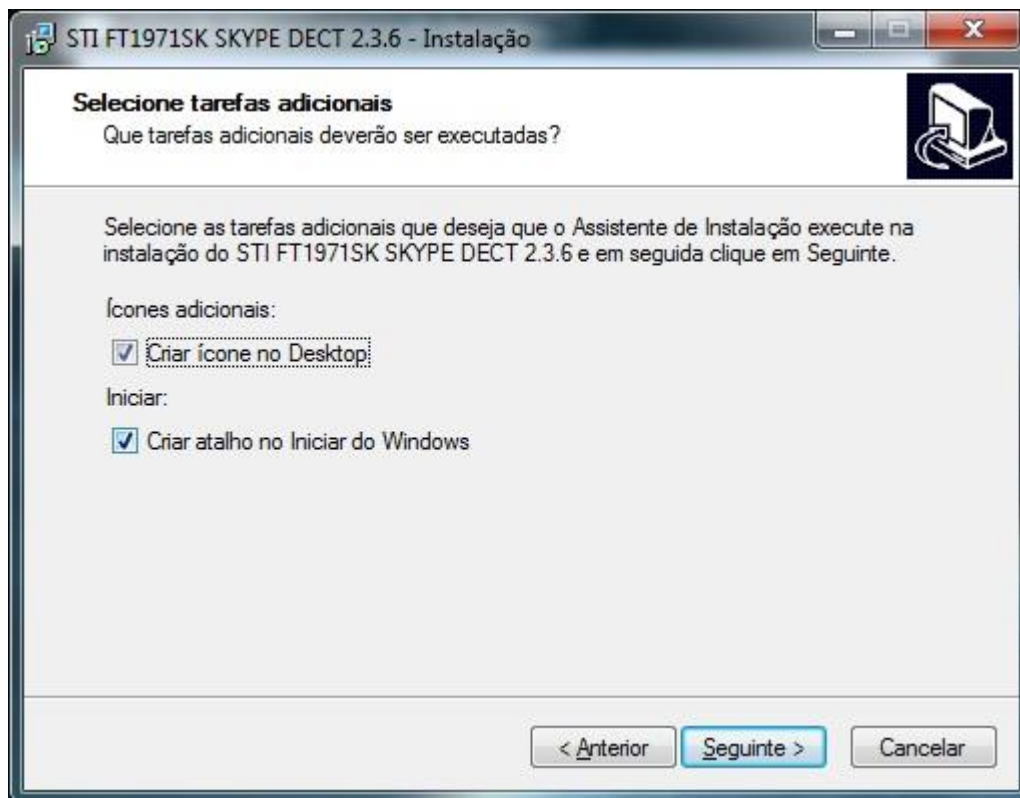 STI FT1971SK SKYPE DECT 2.3.6 - Instalação
Selecione tarefas adicionais
Que tarefas adicionais deverão ser executadas?
Selecione as tarefas adicionais que deseja que o Assistente de Instalação execute na
instalação do STI FT1971SK SKYPE DECT 2.3.6 e em seguida clique em Seguinte.
Ícones adicionais:
Criar ícone no Desktop
Iniciar:
Criar atalho no Iniciar do Windows
< Anterior Seguinte > Cancelar